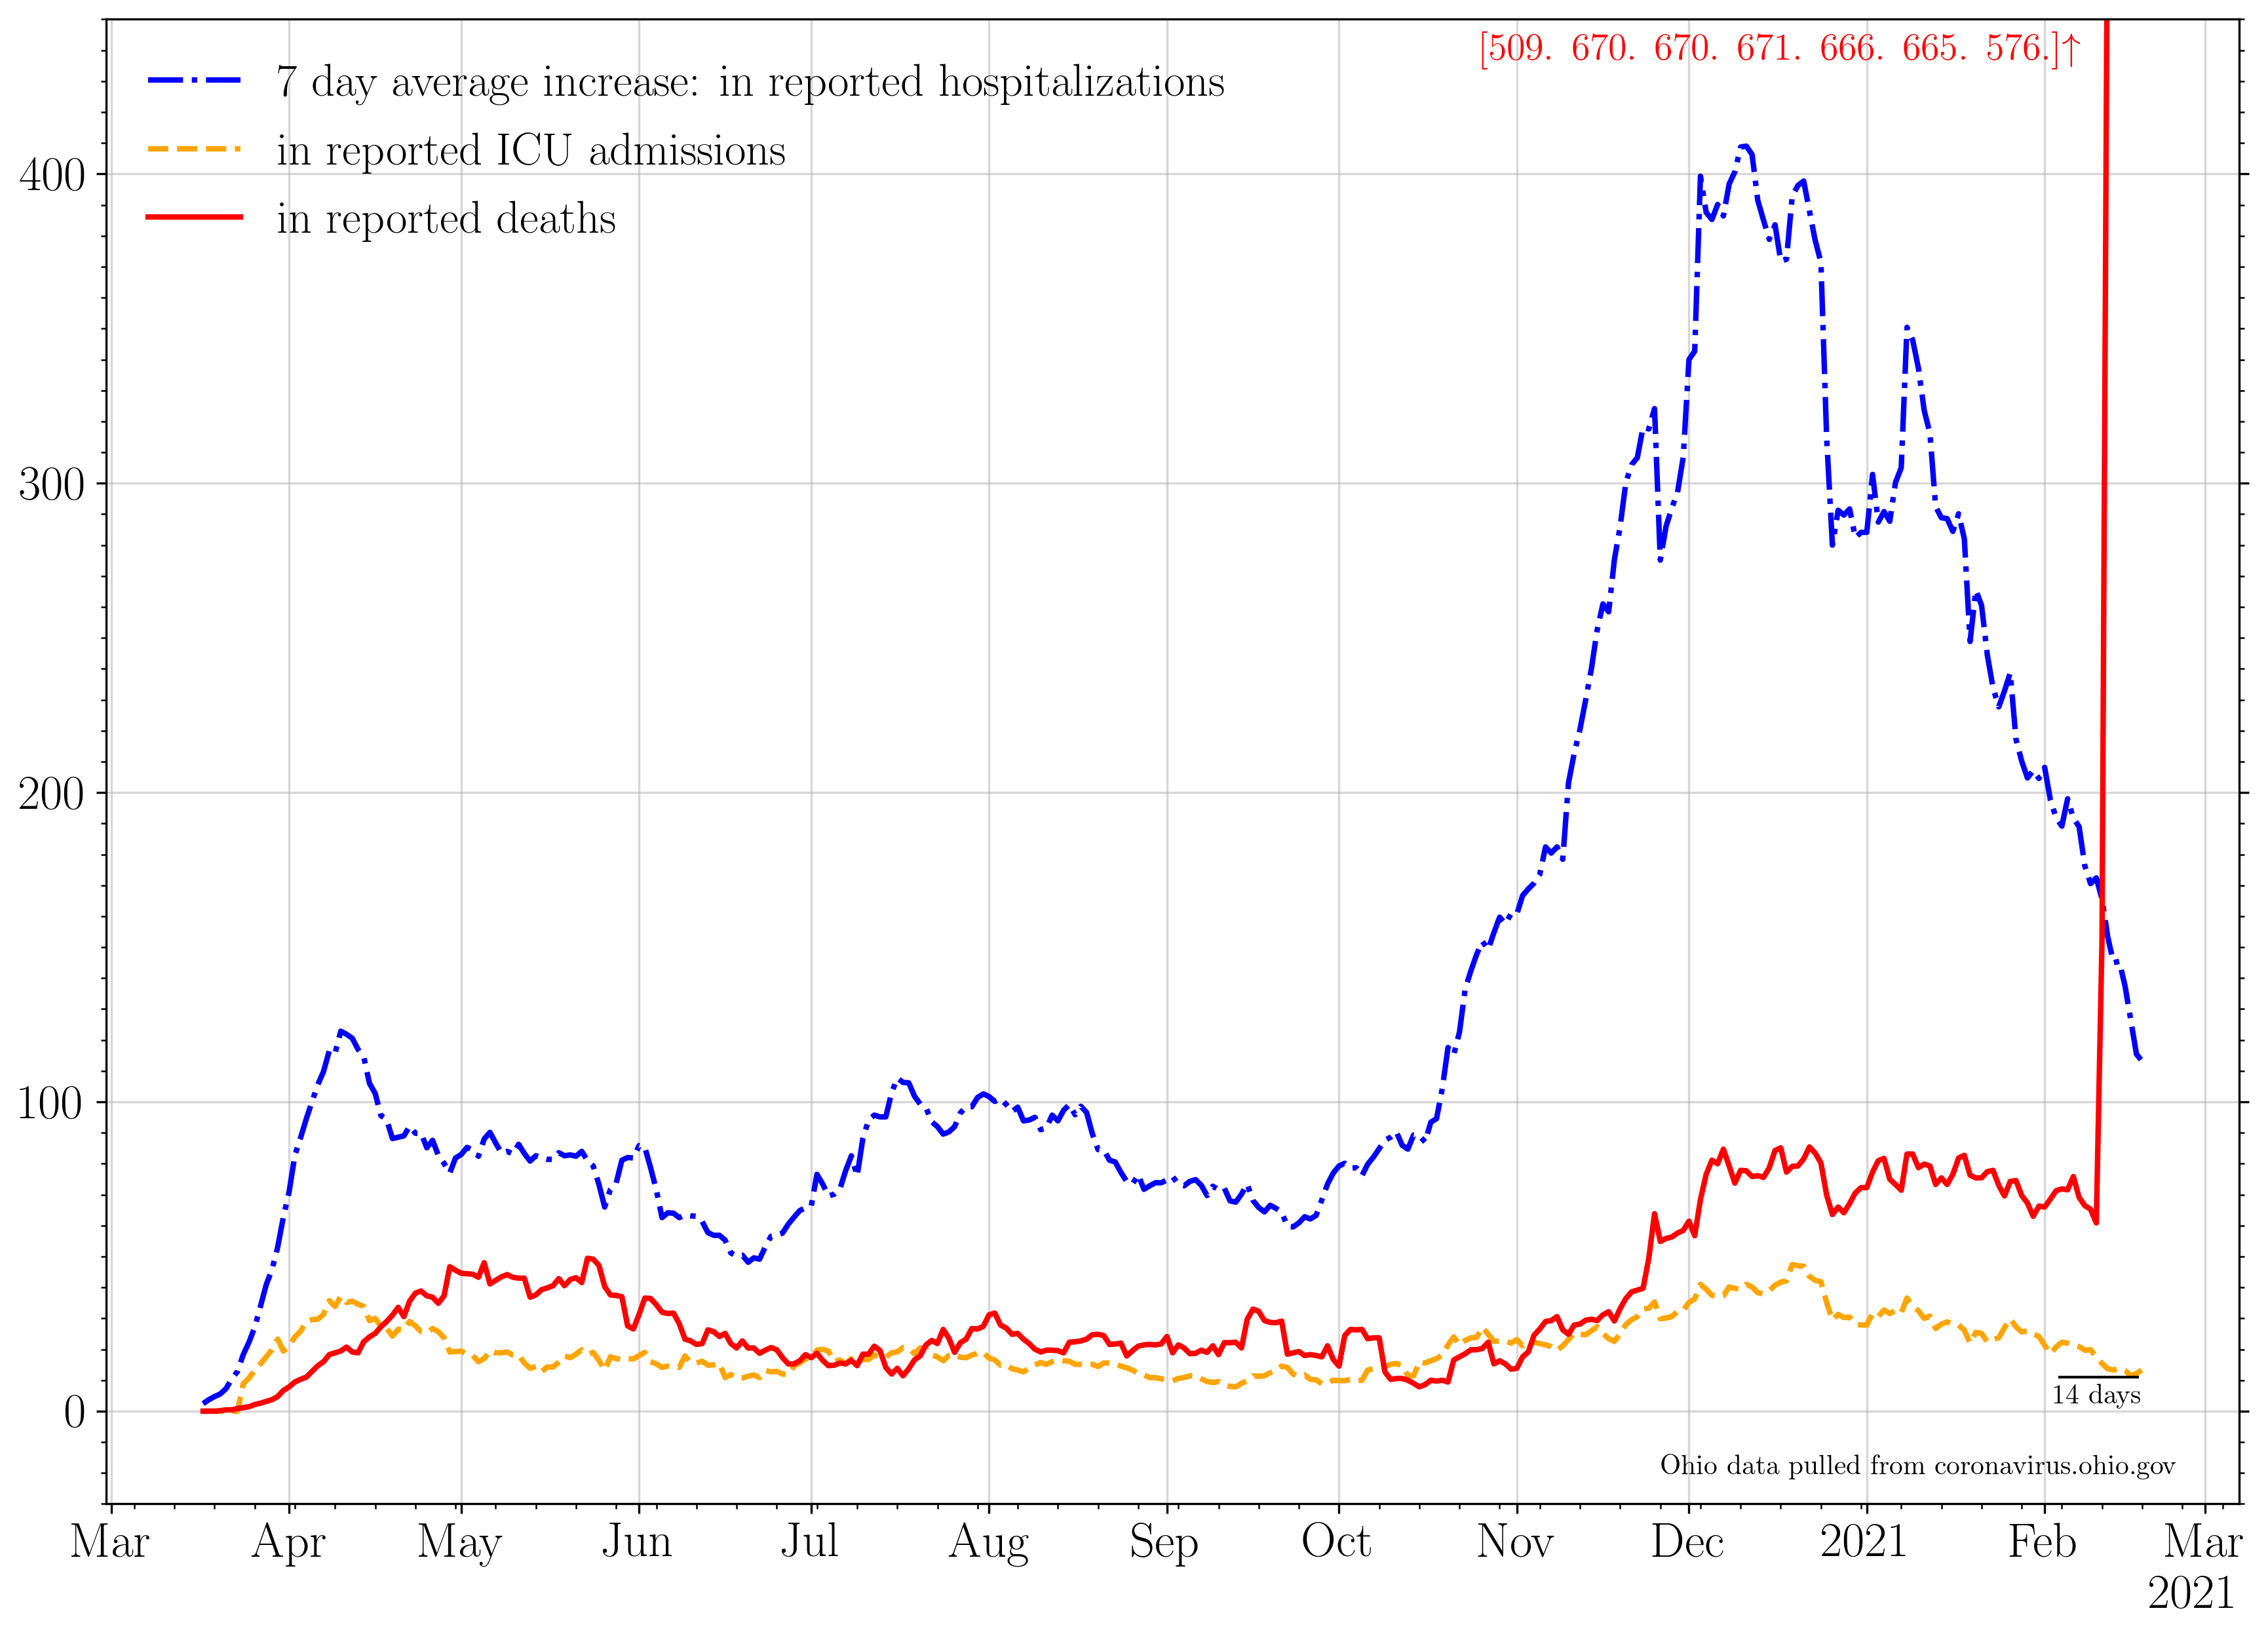 [509. 670. 670. 671. 666. 665. 576.]↑
7 day average increase: in reported hospitalizations
in reported ICU admissions
in reported deaths
400
300
200
100
0
14 days
Ohio data pulled from coronavirus.ohio.gov
Mar Apr May Jun Jul Aug Sep Oct Nov Dec 2021 Feb Mar
2021